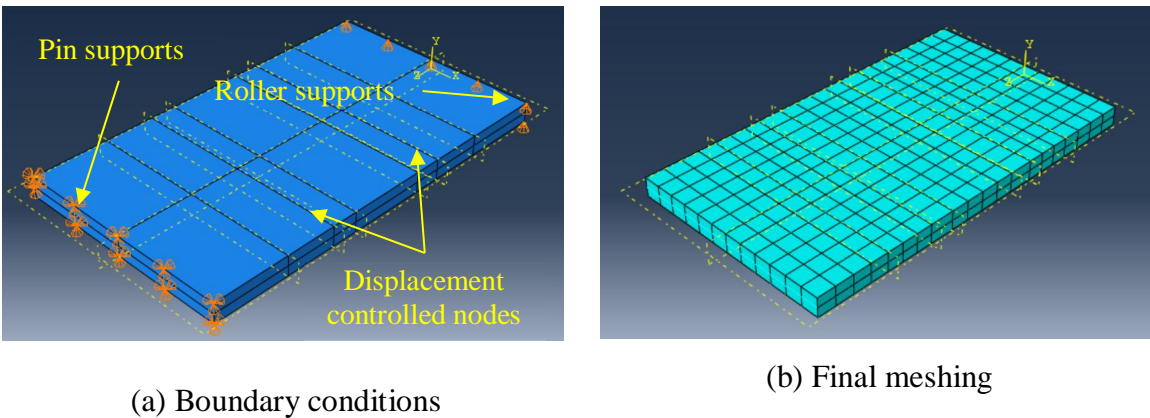 Pin supports
Roller supports
Y
Z
X
Displacement
controlled nodes
(a) Boundary conditions
Y
Z
X
(b) Final meshing